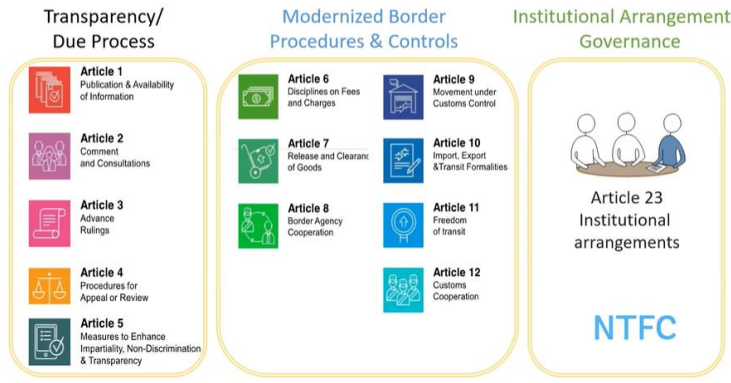 Transparency/
Due Process
Article 1
Publication & Availability
of Information
Article 2
Comment
and Consultations
Article 3
Advance
Rulings
Article 4
Procedures for
Appeal or Review
Article 5
Measures to Enhance
Impartiality, Non-Discrimination
& Transparency
Modernized Border
Procedures & Controls
Article 6
Disciplines on Fees
and Charges
Article 7
Release and Clearanc
of Goods
Article 8
Border Agency
Cooperation
Article 9
Movement under
Customs Control
Article 10
Import, Export
&Transit Formalities
Article 11
Freedom
of transit
Article 12
Customs
Cooperation
Institutional Arrangement
Governance
Article 23
Institutional
arrangements
NTFC